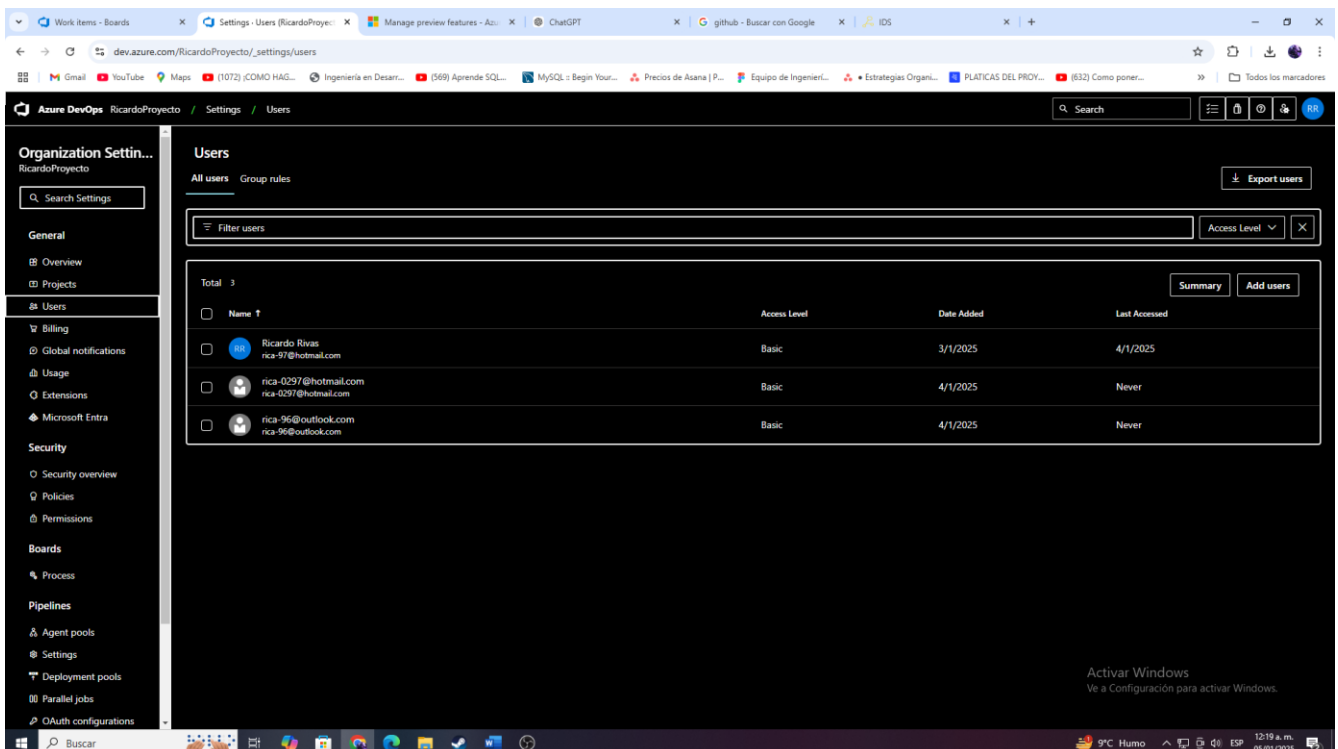 Work items - Boards
Settings · Users (RicardoProyec
Manage preview features - Azu
ChatGPT
github - Buscar con Google
IDS
dev.azure.com/RicardoProyecto/_settings/users
Gmail
YouTube
Maps
(1072) ¡COMO HAG...
Ingeniería en Desarr...
(569) Aprende SQL...
MySQL :: Begin Your...
Precios de Asana | P...
Equipo de Ingenierí...
• Estrategias Organi...
PLATICAS DEL PROY...
(632) Como poner...
Todos los marcadores
Azure DevOps RicardoProyecto / Settings / Users
Search
RR
Organization Settin...
RicardoProyecto
Search Settings
General
Overview
Projects
Users
Billing
Global notifications
Usage
Extensions
Microsoft Entra
Security
Security overview
Policies
Permissions
Boards
Process
Pipelines
Agent pools
Settings
Deployment pools
Parallel jobs
OAuth configurations
Users
All users Group rules
Export users
Filter users
Access Level
Total 3
Summary
Add users
Name Access Level Date Added Last Accessed
RR Ricardo Rivas Basic 3/1/2025 4/1/2025
rica-97@hotmail.com
rica-0297@hotmail.com Basic 4/1/2025 Never
rica-0297@hotmail.com
rica-96@outlook.com Basic 4/1/2025 Never
rica-96@outlook.com
Activar Windows
Ve a Configuración para activar Windows.
Buscar
9°C Humo
ESP
12:19 a. m.
05/01/2025